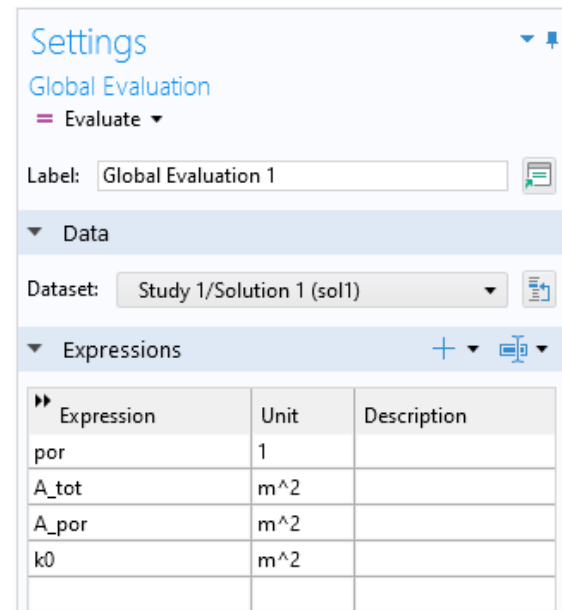 Settings
Global Evaluation
= Evaluate
Label: Global Evaluation 1
Data
Dataset: Study 1/Solution 1 (sol1)
Expressions
Expression Unit Description
por 1
A_tot m^2
A_por m^2
k0 m^2